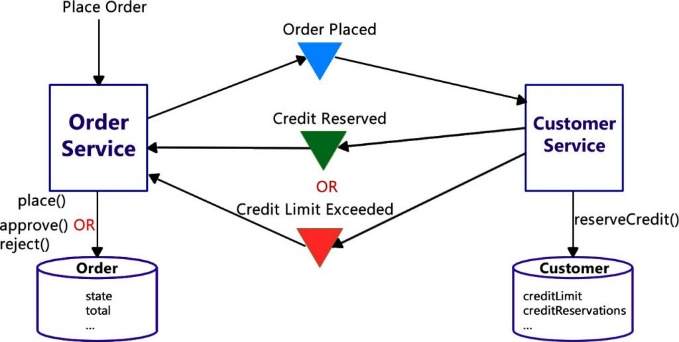 Place Order
Order Placed
Order
Service
Credit Reserved
Customer
Service
OR
Credit Limit Exceeded
place()
approve() OR
reject()
reserveCredit()
Order
state
total
...
Customer
creditLimit
creditReservations
...